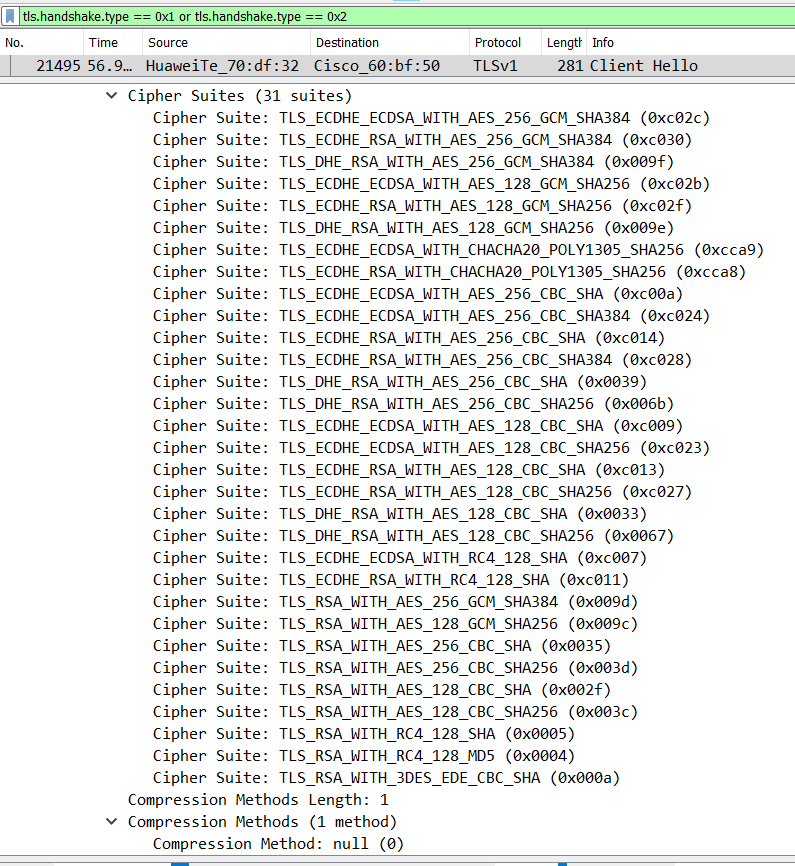 tls.handshake.type == 0x1 or tls.handshake.type == 0x2
No. Time Source Destination Protocol Lengtl Info
21495 56.9… HuaweiTe_70:df:32 Cisco_60:bf:50 TLSv1 281 Client Hello
Cipher Suites (31 suites)
Cipher Suite: TLS_ECDHE_ECDSA_WITH_AES_256_GCM_SHA384 (0xc02c)
Cipher Suite: TLS_ECDHE_RSA_WITH_AES_256_GCM_SHA384 (0xc030)
Cipher Suite: TLS_DHE_RSA_WITH_AES_256_GCM_SHA384 (0x009f)
Cipher Suite: TLS_ECDHE_ECDSA_WITH_AES_128_GCM_SHA256 (0xc02b)
Cipher Suite: TLS_ECDHE_RSA_WITH_AES_128_GCM_SHA256 (0xc02f)
Cipher Suite: TLS_DHE_RSA_WITH_AES_128_GCM_SHA256 (0x009e)
Cipher Suite: TLS_ECDHE_ECDSA_WITH_CHACHA20_POLY1305_SHA256 (0xcca9)
Cipher Suite: TLS_ECDHE_RSA_WITH_CHACHA20_POLY1305_SHA256 (0xcca8)
Cipher Suite: TLS_ECDHE_ECDSA_WITH_AES_256_CBC_SHA (0xc00a)
Cipher Suite: TLS_ECDHE_ECDSA_WITH_AES_256_CBC_SHA384 (0xc024)
Cipher Suite: TLS_ECDHE_RSA_WITH_AES_256_CBC_SHA (0xc014)
Cipher Suite: TLS_ECDHE_RSA_WITH_AES_256_CBC_SHA384 (0xc028)
Cipher Suite: TLS_DHE_RSA_WITH_AES_256_CBC_SHA (0x0039)
Cipher Suite: TLS_DHE_RSA_WITH_AES_256_CBC_SHA256 (0x006b)
Cipher Suite: TLS_ECDHE_ECDSA_WITH_AES_128_CBC_SHA (0xc009)
Cipher Suite: TLS_ECDHE_ECDSA_WITH_AES_128_CBC_SHA256 (0xc023)
Cipher Suite: TLS_ECDHE_RSA_WITH_AES_128_CBC_SHA (0xc013)
Cipher Suite: TLS_ECDHE_RSA_WITH_AES_128_CBC_SHA256 (0xc027)
Cipher Suite: TLS_DHE_RSA_WITH_AES_128_CBC_SHA (0x0033)
Cipher Suite: TLS_DHE_RSA_WITH_AES_128_CBC_SHA256 (0x0067)
Cipher Suite: TLS_ECDHE_ECDSA_WITH_RC4_128_SHA (0xc007)
Cipher Suite: TLS_ECDHE_RSA_WITH_RC4_128_SHA (0xc011)
Cipher Suite: TLS_RSA_WITH_AES_256_GCM_SHA384 (0x009d)
Cipher Suite: TLS_RSA_WITH_AES_128_GCM_SHA256 (0x009c)
Cipher Suite: TLS_RSA_WITH_AES_256_CBC_SHA (0x0035)
Cipher Suite: TLS_RSA_WITH_AES_256_CBC_SHA256 (0x003d)
Cipher Suite: TLS_RSA_WITH_AES_128_CBC_SHA (0x002f)
Cipher Suite: TLS_RSA_WITH_AES_128_CBC_SHA256 (0x003c)
Cipher Suite: TLS_RSA_WITH_RC4_128_SHA (0x0005)
Cipher Suite: TLS_RSA_WITH_RC4_128_MD5 (0x0004)
Cipher Suite: TLS_RSA_WITH_3DES_EDE_CBC_SHA (0x000a)
Compression Methods Length: 1
Compression Methods (1 method)
Compression Method: null (0)